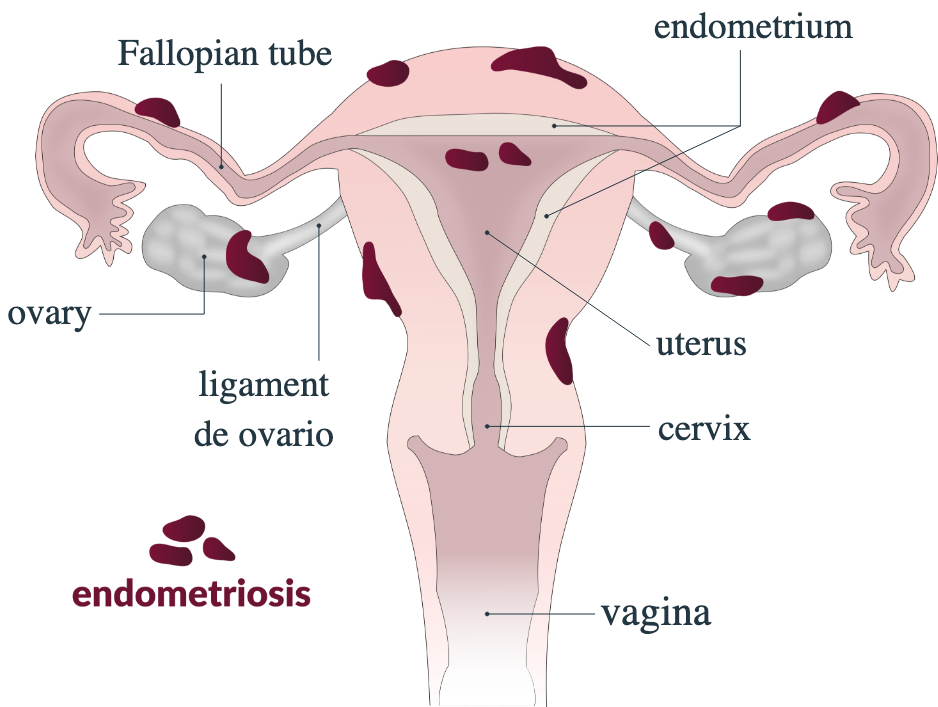 endometrium
Fallopian tube
ovary
ligament
de ovario
uterus
cervix
endometriosis
vagina